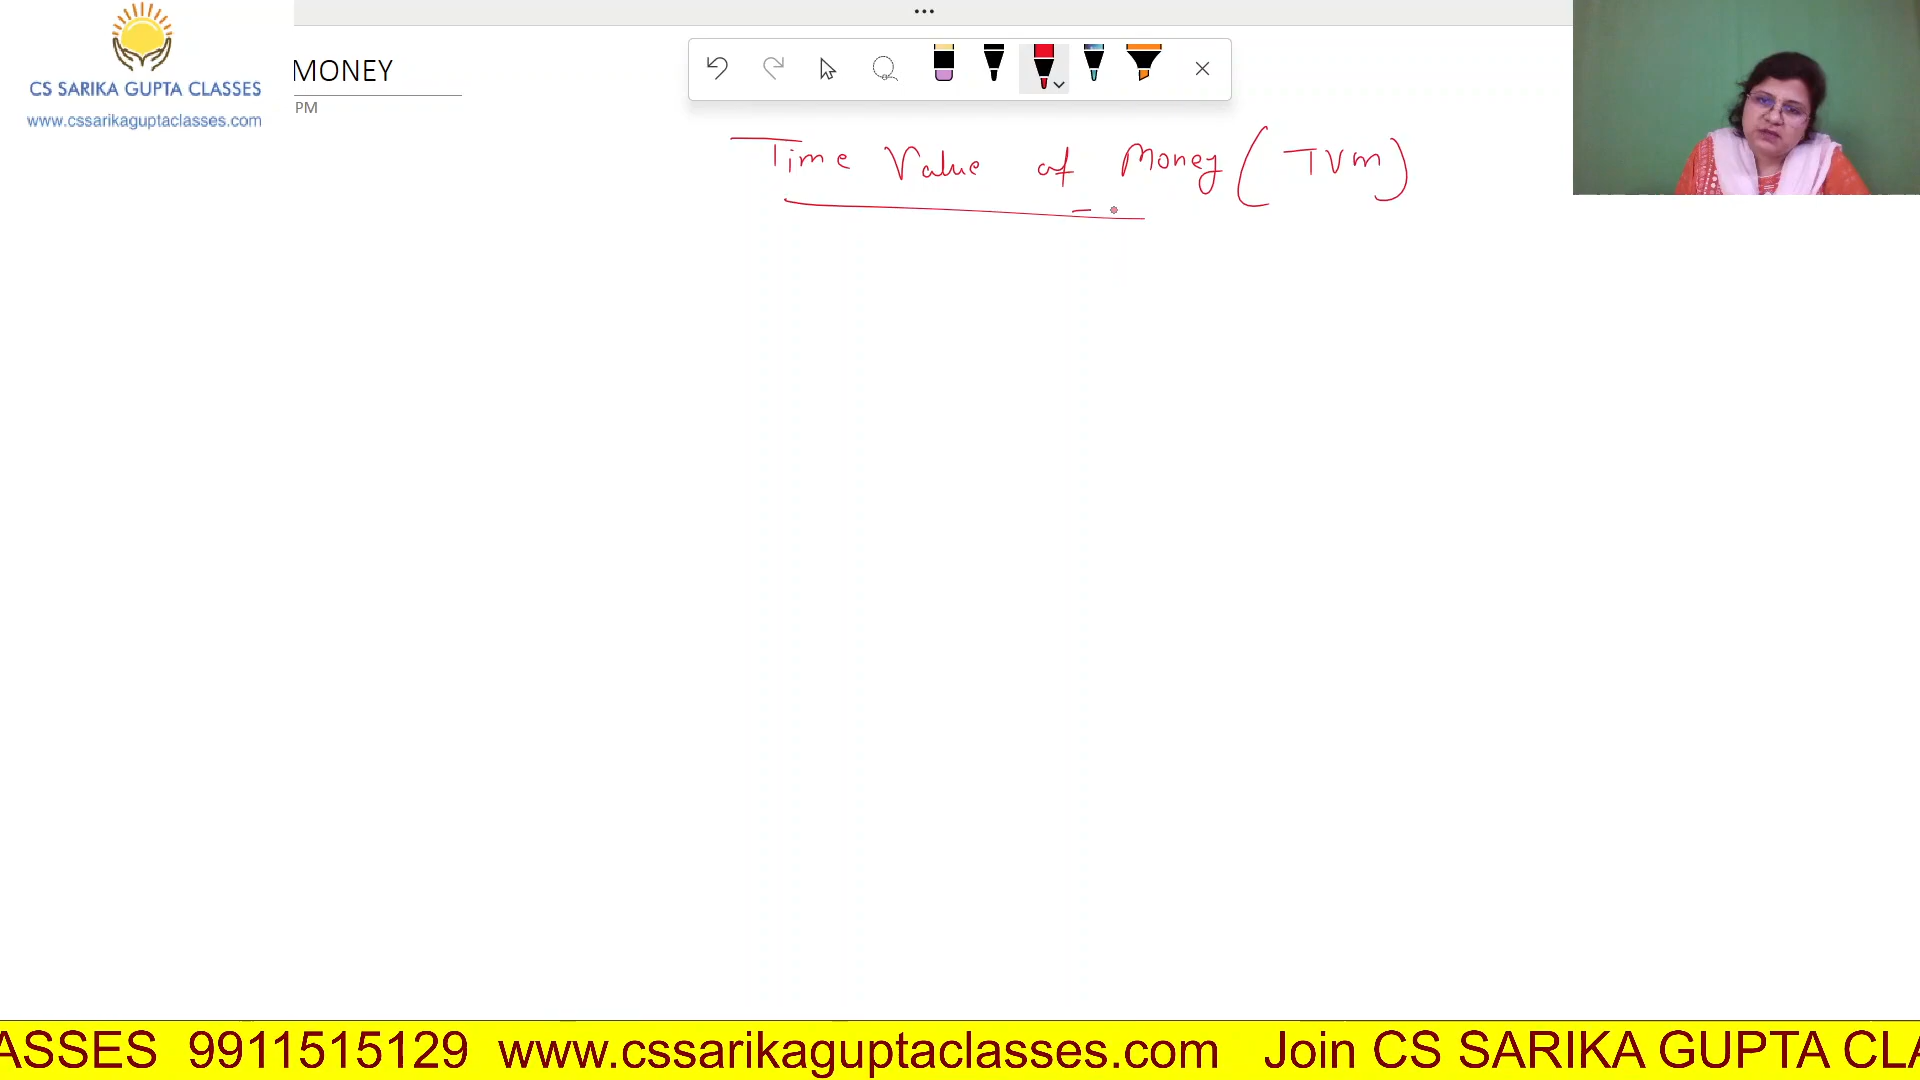 CS SARIKA GUPTA CLASSES
www.cssarikaguptaclasses.com
MONEY
PM
Time Value of Money (TVM)
ASSES 9911515129 www.cssarikaguptaclasses.com Join CS SARIKA GUPTA CLA